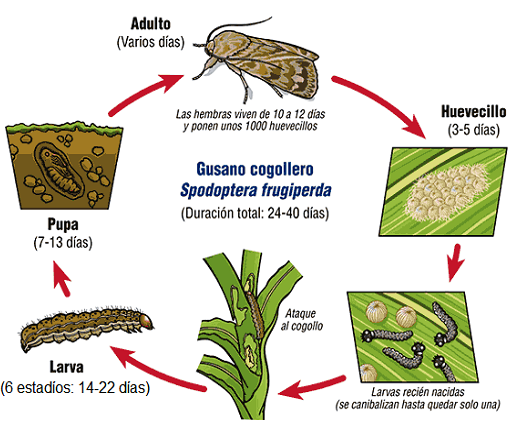 Adulto
(Varios días)
Las hembras viven de 10 a 12 días
y ponen unos 1000 huevecillos
Huevecillo
(3-5 días)
Gusano cogollero
Spodoptera frugiperda
(Duración total: 24-40 días)
Pupa
(7-13 días)
Ataque
al cogollo
Larva
(6 estadíos: 14-22 días)
Larvas recién nacidas
(se canibalizan hasta quedar solo una)